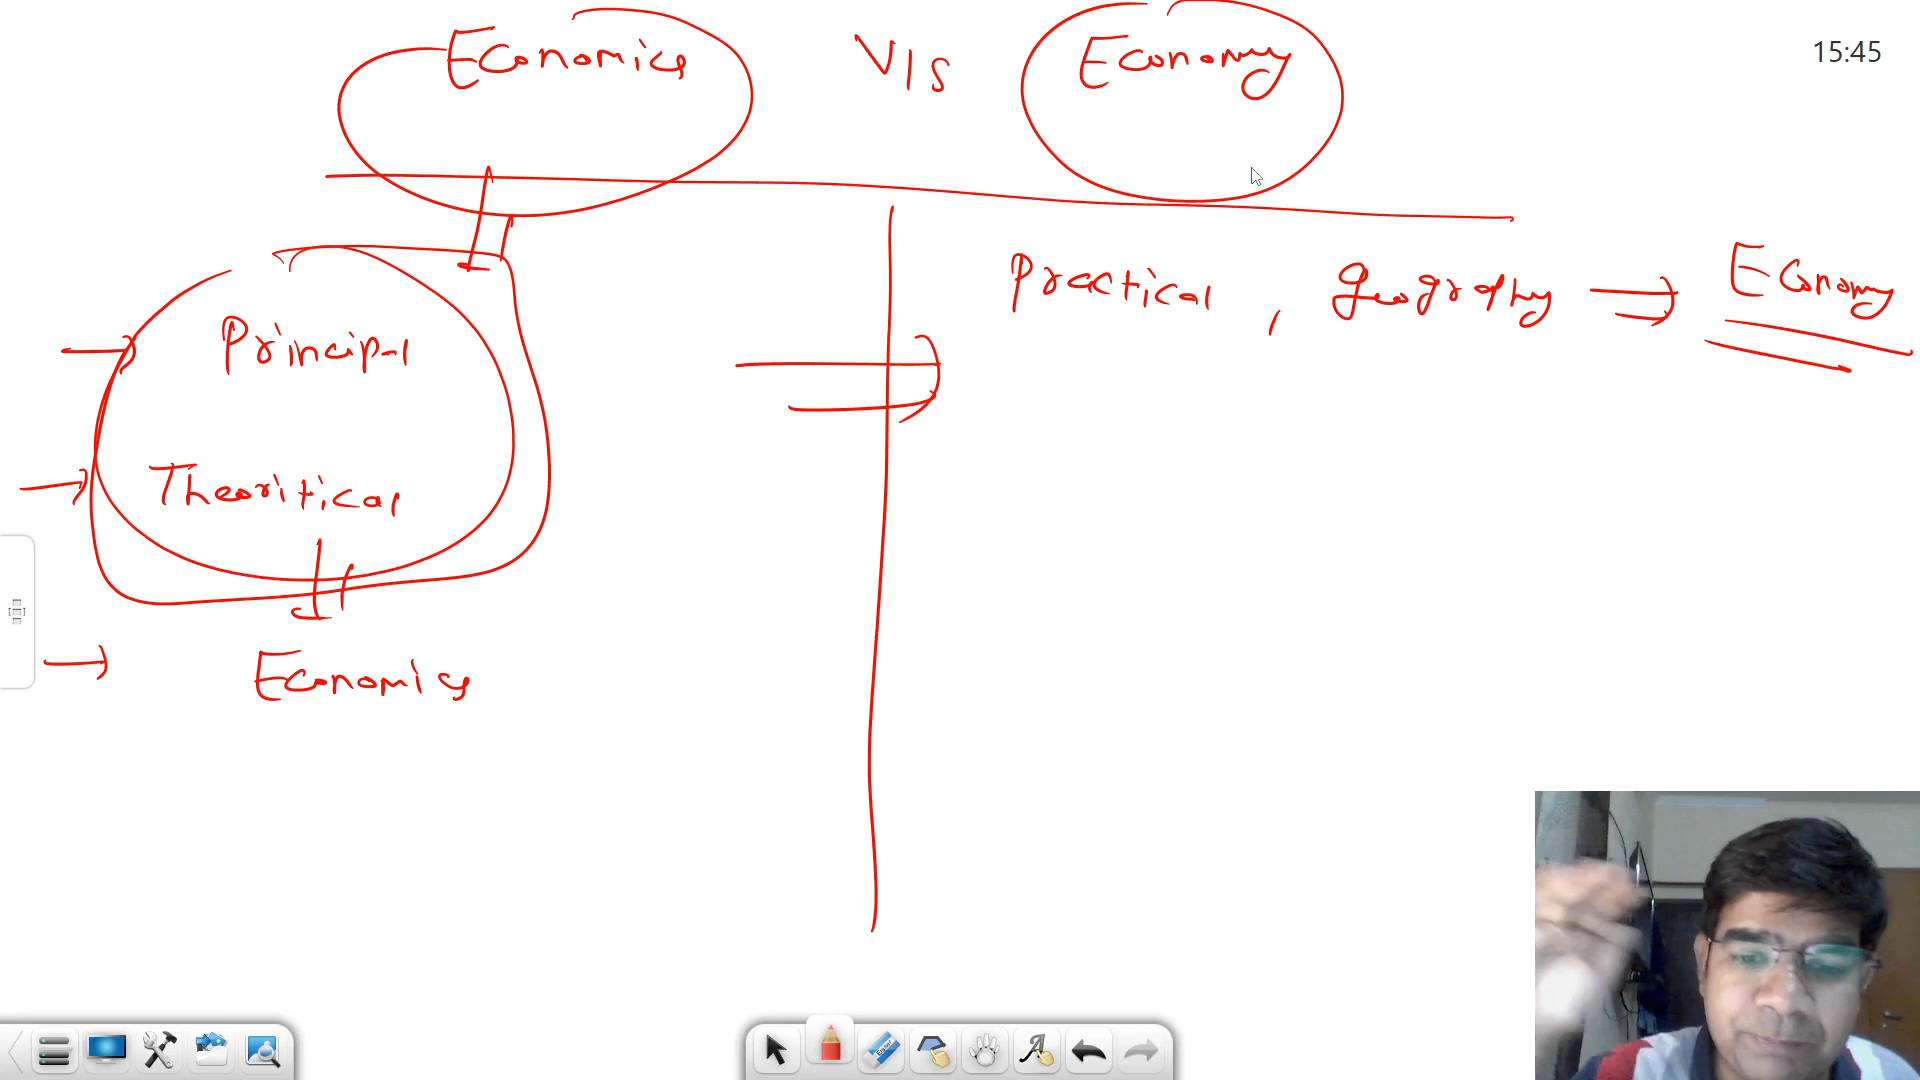 Economics V/s Economy
15:45
Practical, Geography ⇒ Economy
→ Principal
→ Theoritical
→ Economics